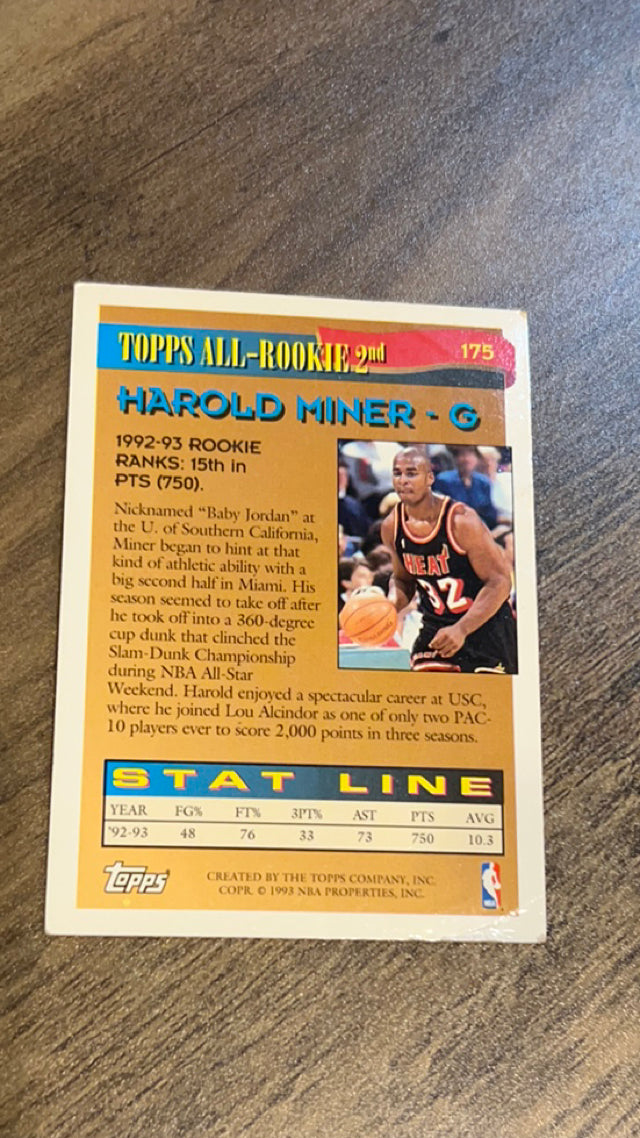 TOPPS ALL-ROOKIE 2nd 175
HAROLD MINER - G
1992-93 ROOKIE
RANKS: 15th in
PTS (750).
Nicknamed "Baby Jordan" at
the U. of Southern California,
Miner began to hint at that
kind of athletic ability with a
big second half in Miami. His
season seemed to take off after
he took off into a 360-degree
cup dunk that clinched the
Slam-Dunk Championship
during NBA All-Star
Weekend. Harold enjoyed a spectacular career at USC,
where he joined Lou Alcindor as one of only two PAC-
10 players ever to score 2,000 points in three seasons.
HEAT
32
STAT LINE
YEAR FG% FT% 3PT% AST PTS AVG
'92-93 48 76 33 73 750 10.3
TOPPS
CREATED BY THE TOPPS COMPANY, INC.
COPR. © 1993 NBA PROPERTIES, INC.